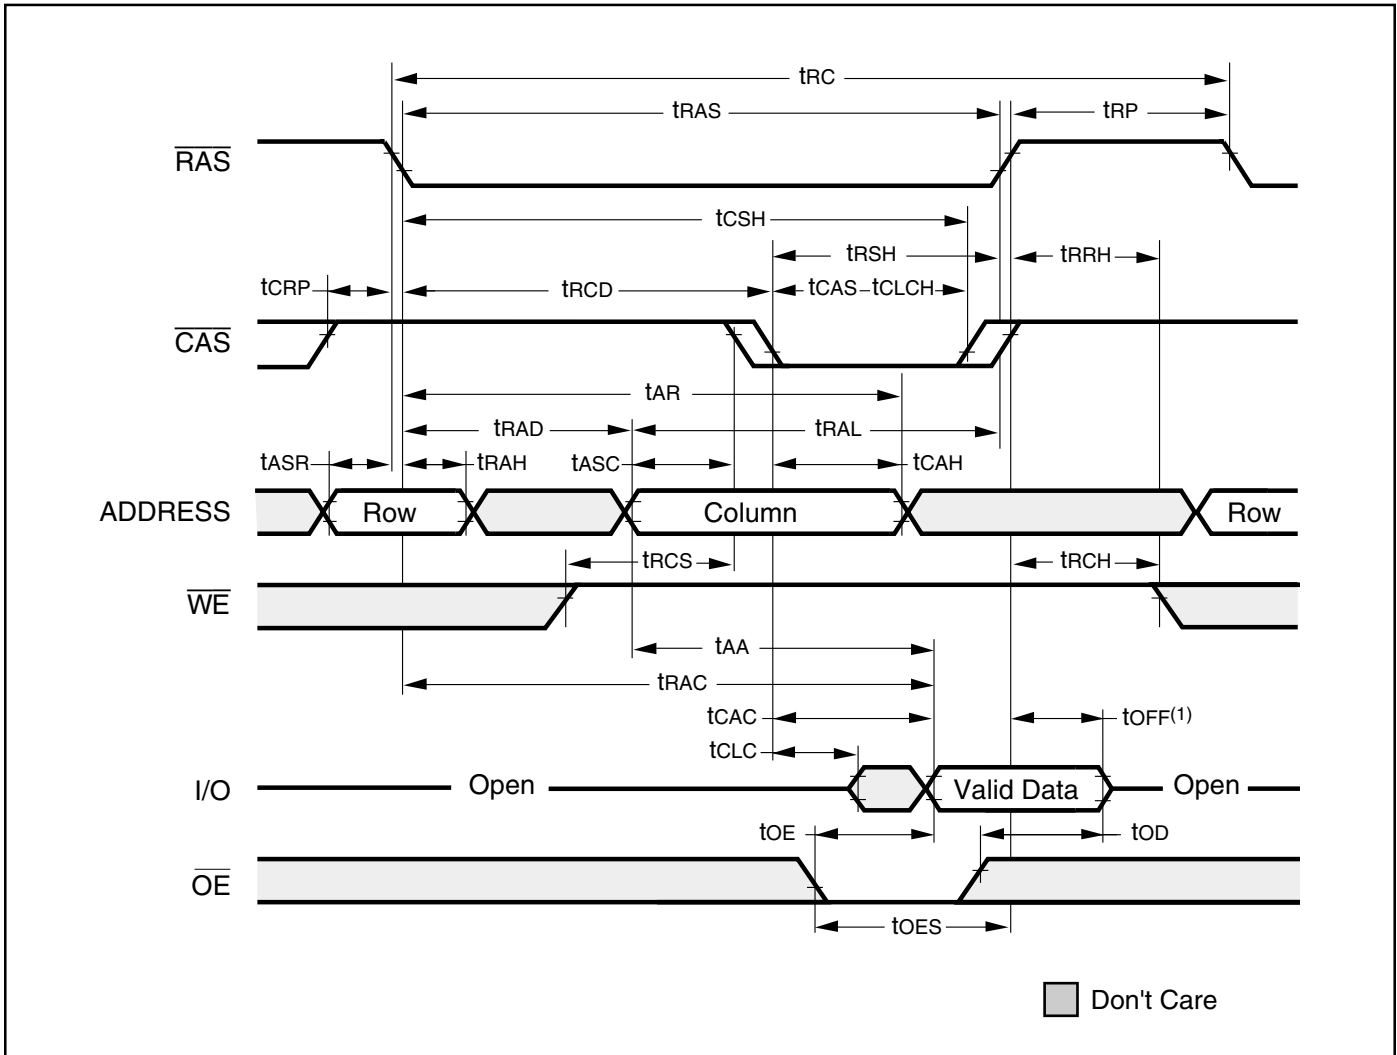 tRC
tRAS
tRP
RAS
tCSH
tRSH
tRRH
tCRP
tRCD
tCAS
tCLCH
CAS
tAR
tRAD
tRAL
tASR
tRAH
tASC
tCAH
ADDRESS
Row
Column
Row
tRCS
tRCH
WE
tAA
tRAC
tCAC
tOFF(1)
tCLC
I/O
Open
Valid Data
Open
tOE
tOD
OE
tOES
Don't Care